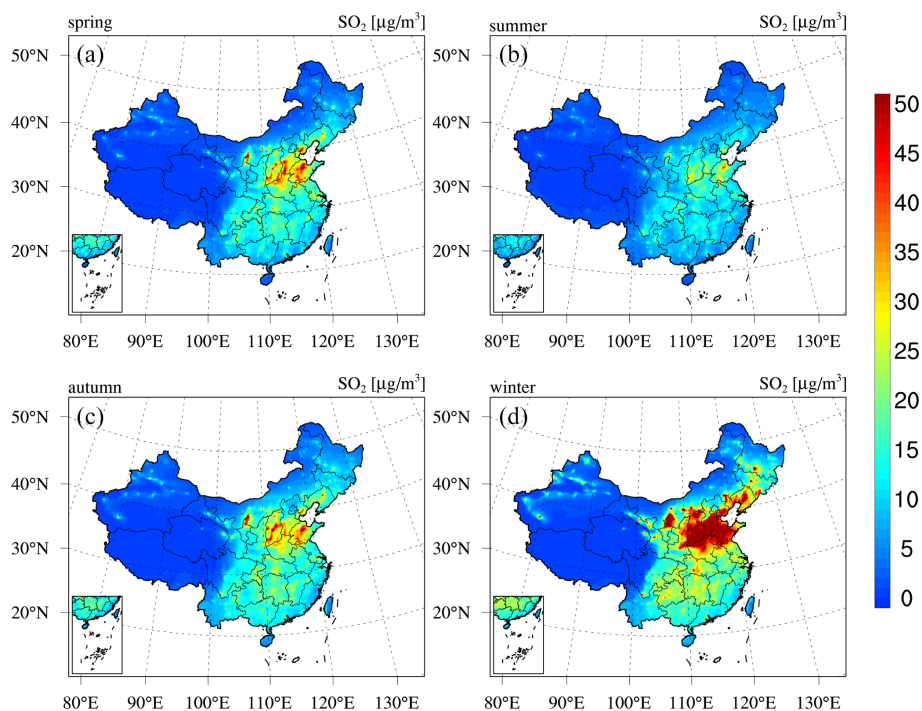 spring SO₂ [µg/m³]
(a)
50°N
40°N
30°N
20°N
80°E 90°E 100°E 110°E 120°E 130°E
summer SO₂ [µg/m³]
(b)
50°N
40°N
30°N
20°N
80°E 90°E 100°E 110°E 120°E 130°E
autumn SO₂ [µg/m³]
(c)
50°N
40°N
30°N
20°N
80°E 90°E 100°E 110°E 120°E 130°E
winter SO₂ [µg/m³]
(d)
50°N
40°N
30°N
20°N
80°E 90°E 100°E 110°E 120°E 130°E
50
45
40
35
30
25
20
15
10
5
0